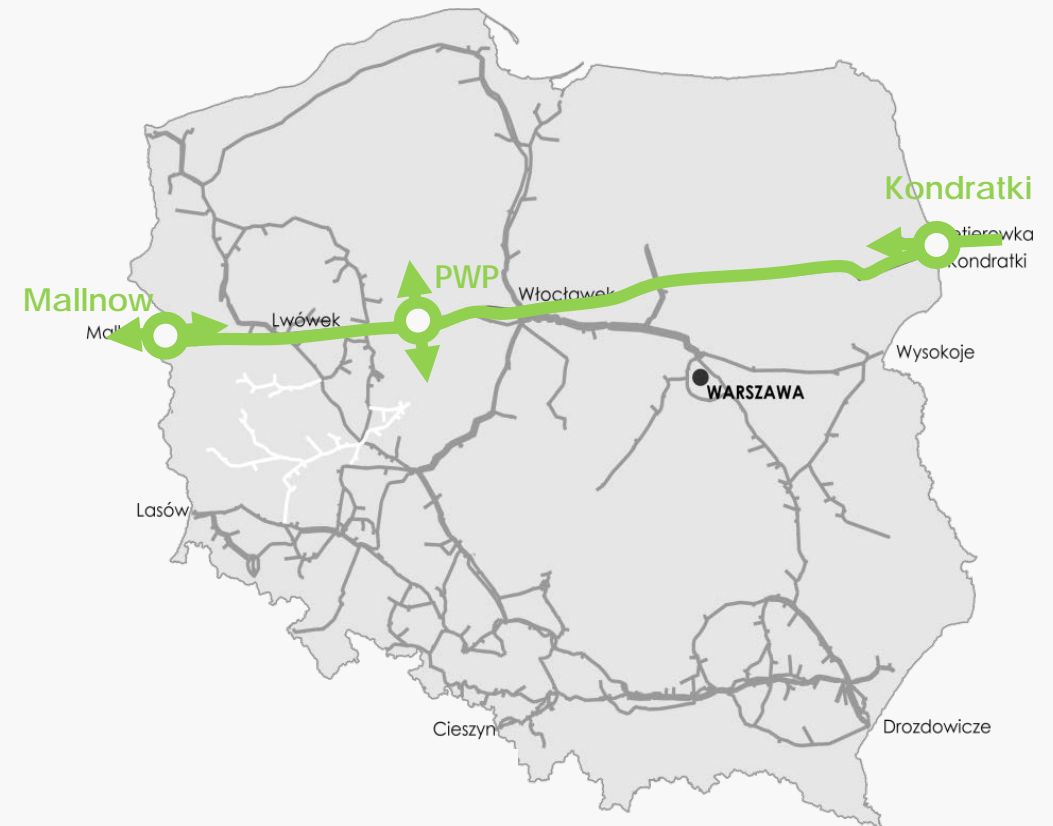 Kondratki
Kondratki
PWP
Włocławek
Mallnow
Lwówek
Wysokoje
WARSZAWA
Lasów
Cieszyn
Drozdowicze